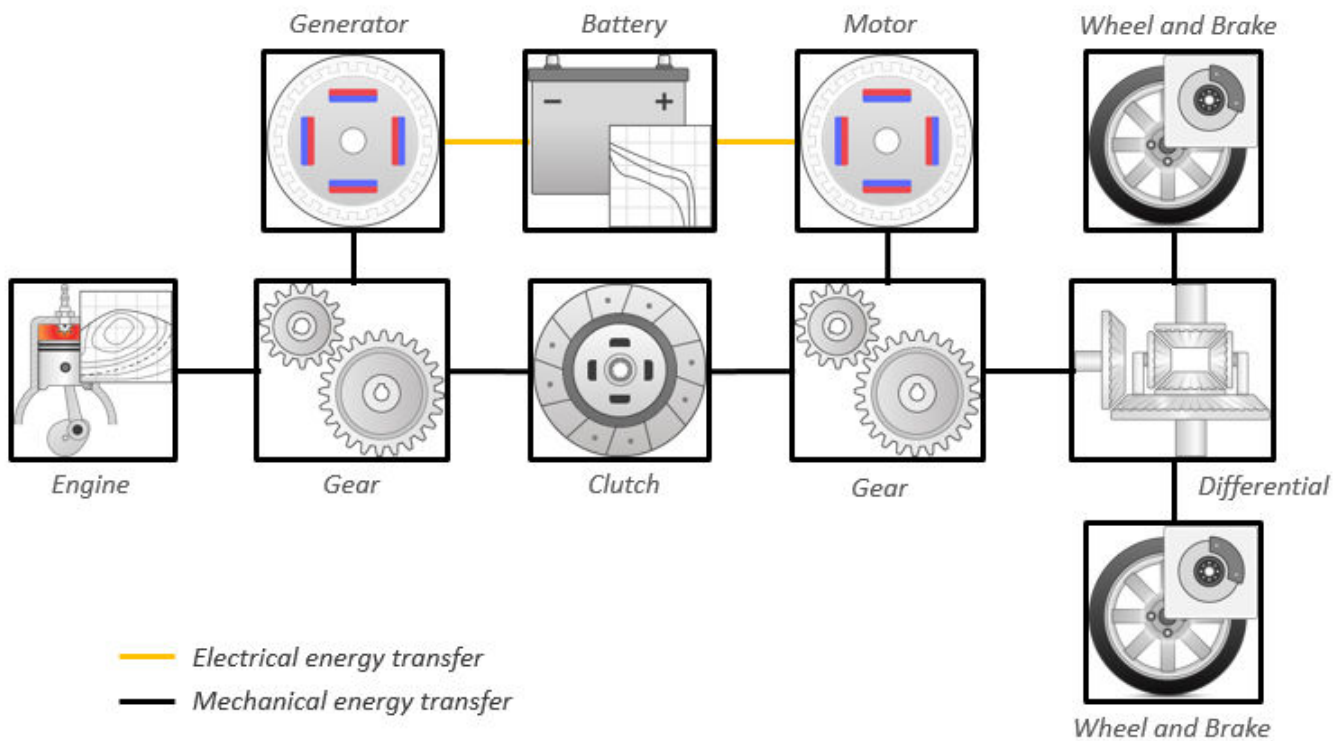 Generator
Battery
Motor
Wheel and Brake
− +
Engine
Gear
Clutch
Gear
Differential
Electrical energy transfer
Mechanical energy transfer
Wheel and Brake